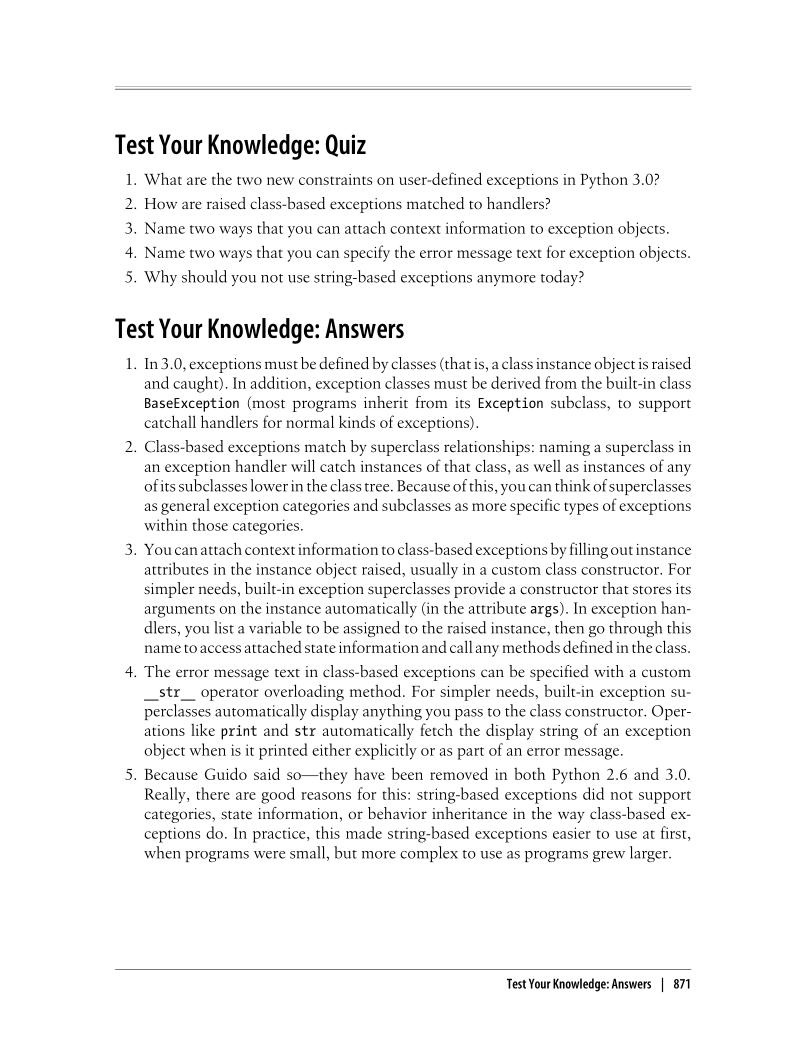 Test Your Knowledge: Quiz
1. What are the two new constraints on user-defined exceptions in Python 3.0?
2. How are raised class-based exceptions matched to handlers?
3. Name two ways that you can attach context information to exception objects.
4. Name two ways that you can specify the error message text for exception objects.
5. Why should you not use string-based exceptions anymore today?
Test Your Knowledge: Answers
1. In 3.0, exceptions must be defined by classes (that is, a class instance object is raised
and caught). In addition, exception classes must be derived from the built-in class
BaseException (most programs inherit from its Exception subclass, to support
catchall handlers for normal kinds of exceptions).
2. Class-based exceptions match by superclass relationships: naming a superclass in
an exception handler will catch instances of that class, as well as instances of any
of its subclasses lower in the class tree. Because of this, you can think of superclasses
as general exception categories and subclasses as more specific types of exceptions
within those categories.
3. You can attach context information to class-based exceptions by filling out instance
attributes in the instance object raised, usually in a custom class constructor. For
simpler needs, built-in exception superclasses provide a constructor that stores its
arguments on the instance automatically (in the attribute args). In exception han-
dlers, you list a variable to be assigned to the raised instance, then go through this
name to access attached state information and call any methods defined in the class.
4. The error message text in class-based exceptions can be specified with a custom
__str__ operator overloading method. For simpler needs, built-in exception su-
perclasses automatically display anything you pass to the class constructor. Oper-
ations like print and str automatically fetch the display string of an exception
object when is it printed either explicitly or as part of an error message.
5. Because Guido said so—they have been removed in both Python 2.6 and 3.0.
Really, there are good reasons for this: string-based exceptions did not support
categories, state information, or behavior inheritance in the way class-based ex-
ceptions do. In practice, this made string-based exceptions easier to use at first,
when programs were small, but more complex to use as programs grew larger.
Test Your Knowledge: Answers | 871